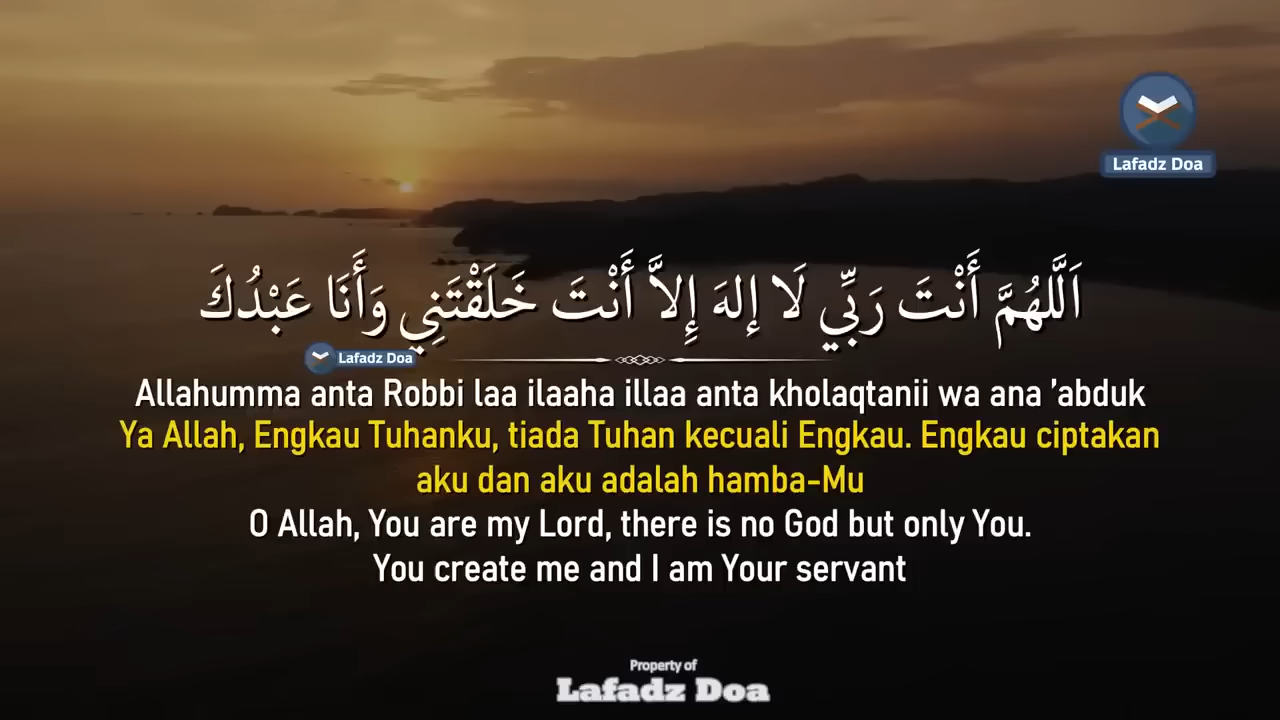 Lafadz Doa
اَللَّهُمَّ أَنْتَ رَبِّي لَا إِلهَ إِلاَّ أَنْتَ خَلَقْتَنِي وَأَنَا عَبْدُكَ
Lafadz Doa
Allahumma anta Robbi laa ilaaha illaa anta kholaqtanii wa ana 'abduk
Ya Allah, Engkau Tuhanku, tiada Tuhan kecuali Engkau. Engkau ciptakan
aku dan aku adalah hamba-Mu
O Allah, You are my Lord, there is no God but only You.
You create me and I am Your servant
Property of
Lafadz Doa